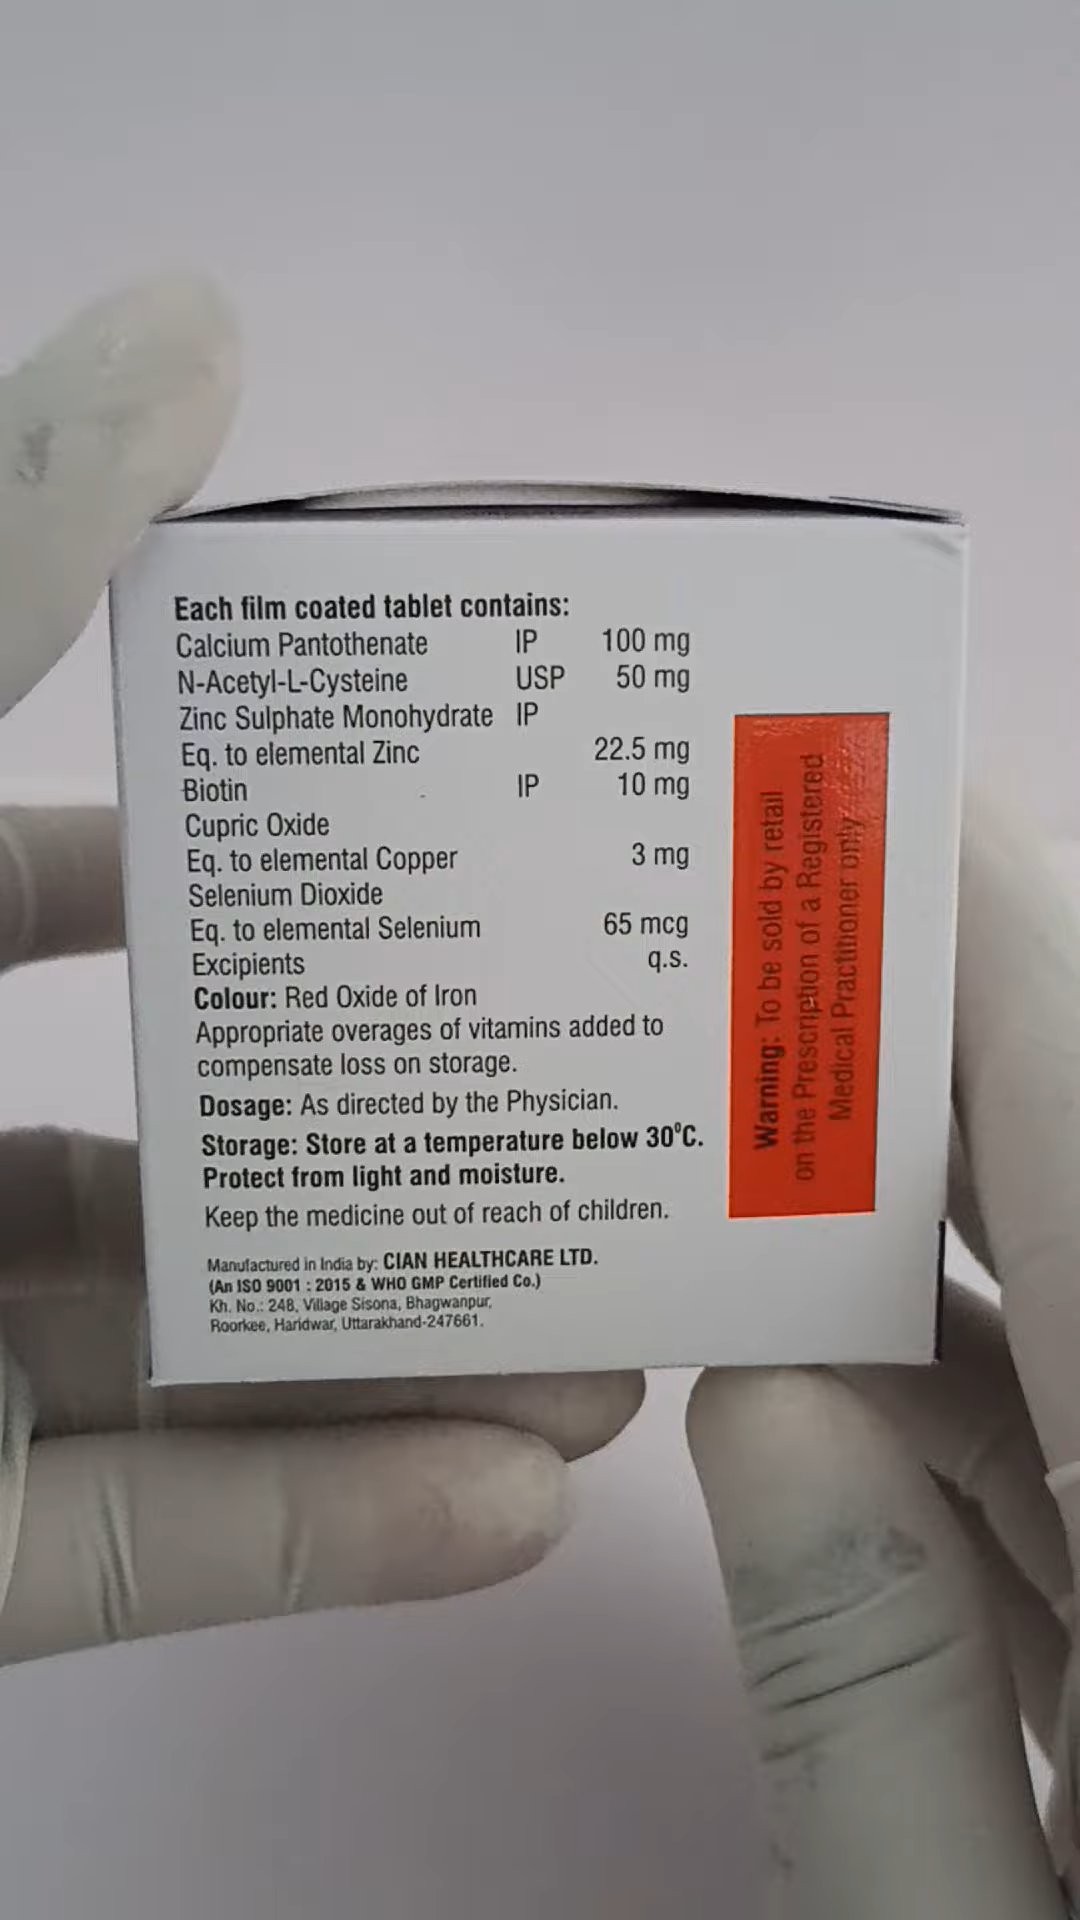 Each film coated tablet contains:
Calcium Pantothenate IP 100 mg
N-Acetyl-L-Cysteine USP 50 mg
Zinc Sulphate Monohydrate IP
Eq. to elemental Zinc 22.5 mg
Biotin IP 10 mg
Cupric Oxide
Eq. to elemental Copper 3 mg
Selenium Dioxide
Eq. to elemental Selenium 65 mcg
Excipients q.s.
Colour: Red Oxide of Iron
Appropriate overages of vitamins added to
compensate loss on storage.
Dosage: As directed by the Physician.
Storage: Store at a temperature below 30°C.
Protect from light and moisture.
Keep the medicine out of reach of children.
Manufactured in India by: CIAN HEALTHCARE LTD.
(An ISO 9001 : 2015 & WHO GMP Certified Co.)
Kh. No.: 248, Village Sisona, Bhagwanpur,
Roorkee, Haridwar, Uttarakhand-247661.
Warning: To be sold by retail
on the Prescription of a Registered
Medical Practitioner only